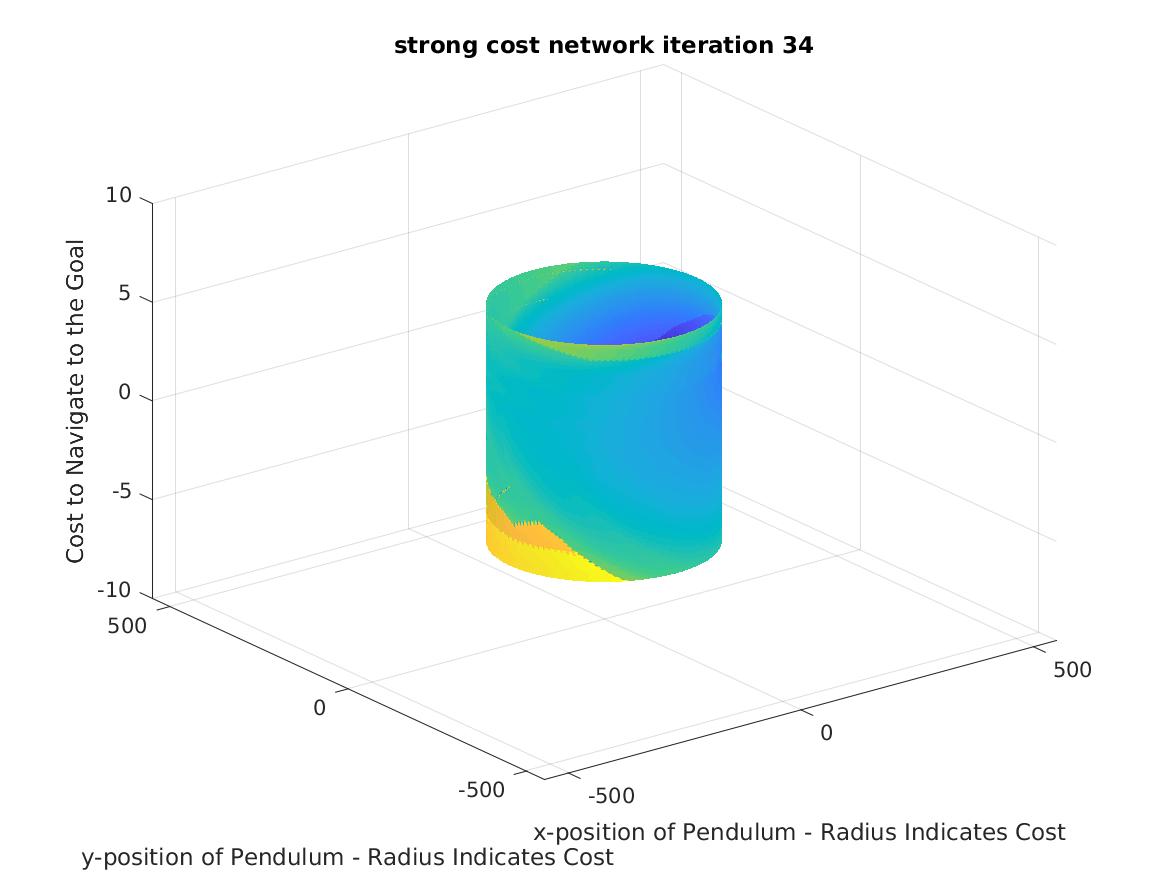 strong cost network iteration 34
Cost to Navigate to the Goal
10
5
0
-5
-10
500
0
-500
-500
0
500
x-position of Pendulum - Radius Indicates Cost
y-position of Pendulum - Radius Indicates Cost